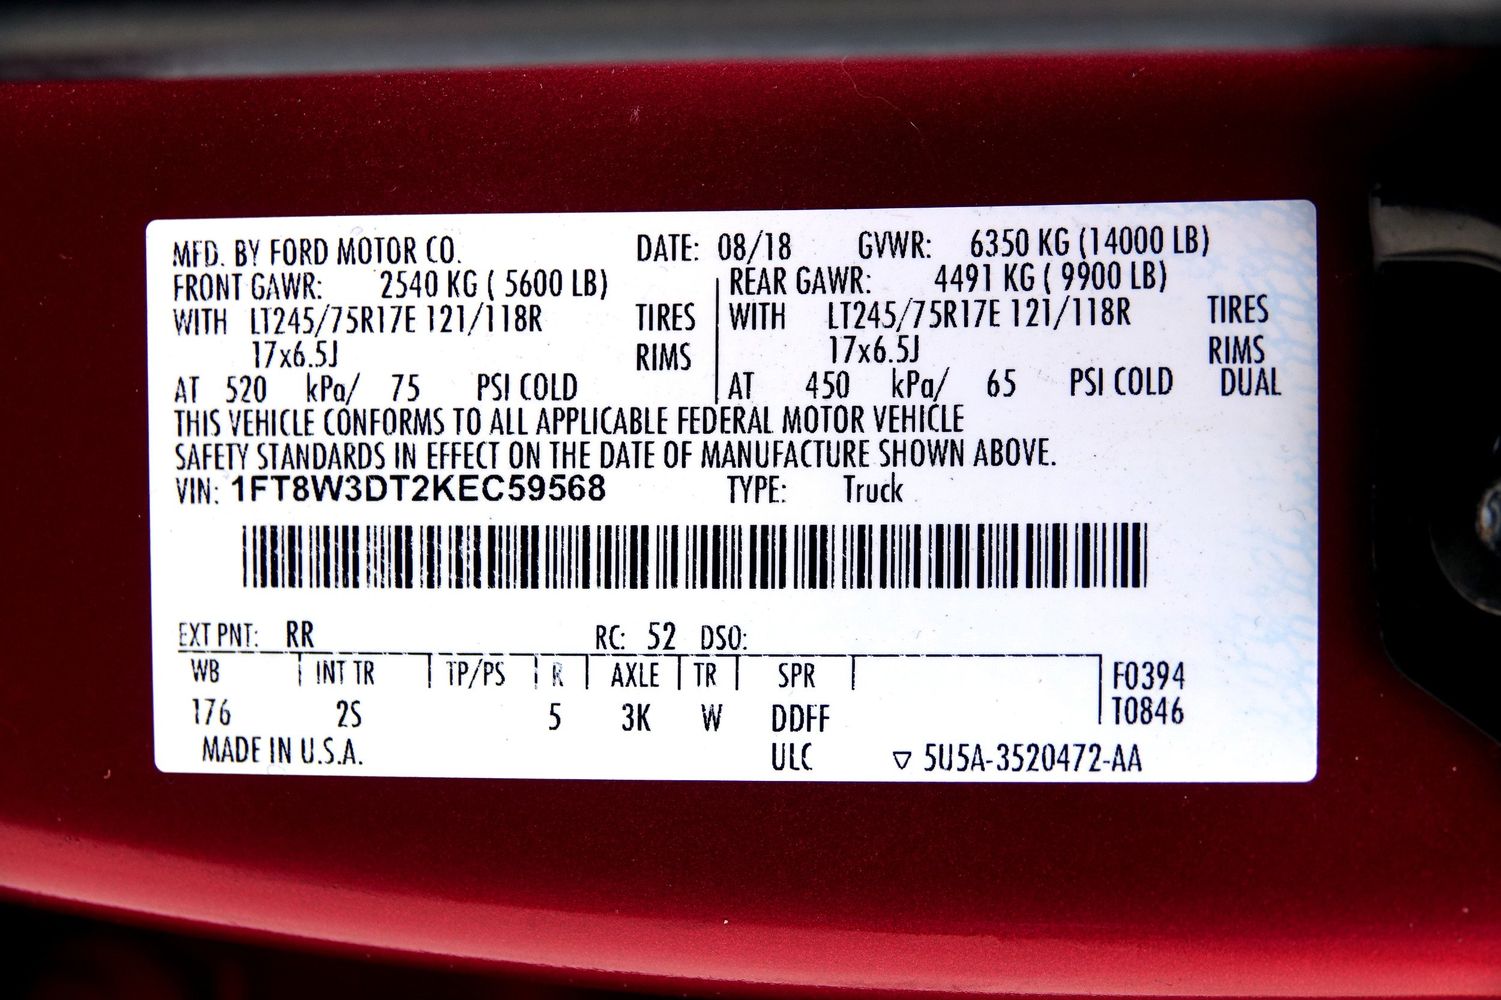 MFD. BY FORD MOTOR CO. DATE: 08/18 GVWR: 6350 KG (14000 LB)
FRONT GAWR: 2540 KG ( 5600 LB) REAR GAWR: 4491 KG ( 9900 LB)
WITH LT245/75R17E 121/118R TIRES WITH LT245/75R17E 121/118R TIRES
17x6.5J RIMS 17x6.5J RIMS
AT 520 kPa/ 75 PSI COLD AT 450 kPa/ 65 PSI COLD DUAL
THIS VEHICLE CONFORMS TO ALL APPLICABLE FEDERAL MOTOR VEHICLE
SAFETY STANDARDS IN EFFECT ON THE DATE OF MANUFACTURE SHOWN ABOVE.
VIN: 1FT8W3DT2KEC59568 TYPE: Truck
EXT PNT: RR RC: 52 DSO:
WB INT TR TP/PS R AXLE TR SPR F0394
176 2S 5 3K W DDFF T0846
MADE IN U.S.A. ULC ▽ 5U5A-3520472-AA